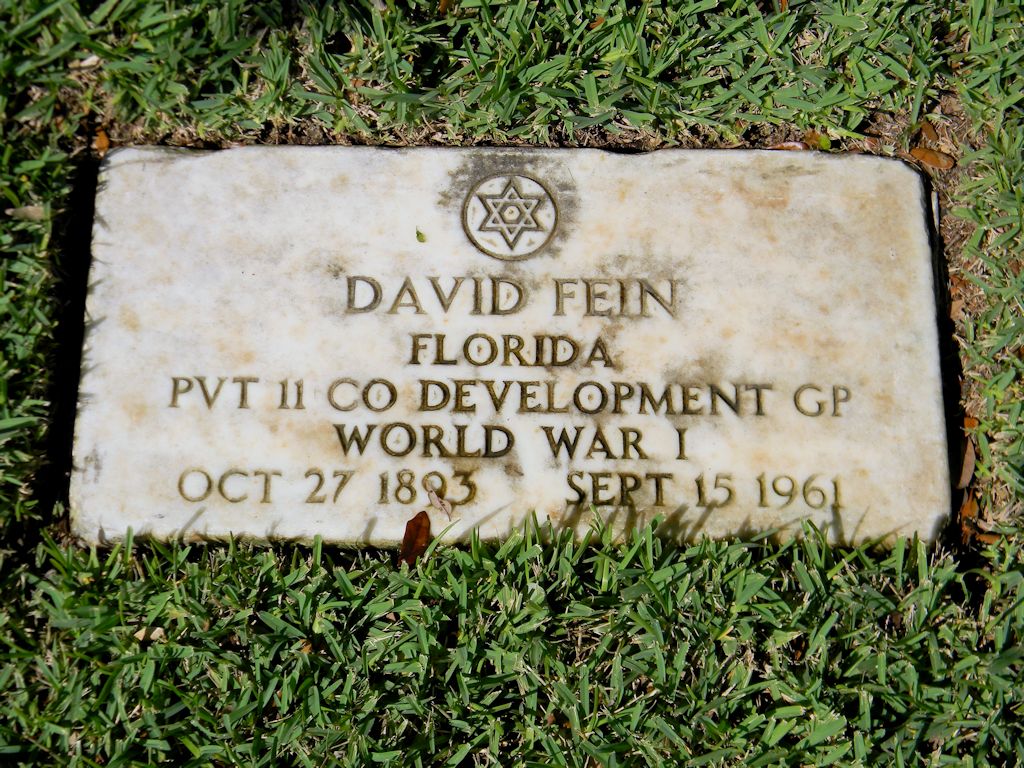 DAVID FEIN
FLORIDA
PVT 11 CO DEVELOPMENT GP
WORLD WAR I
OCT 27 1893 SEPT 15 1961